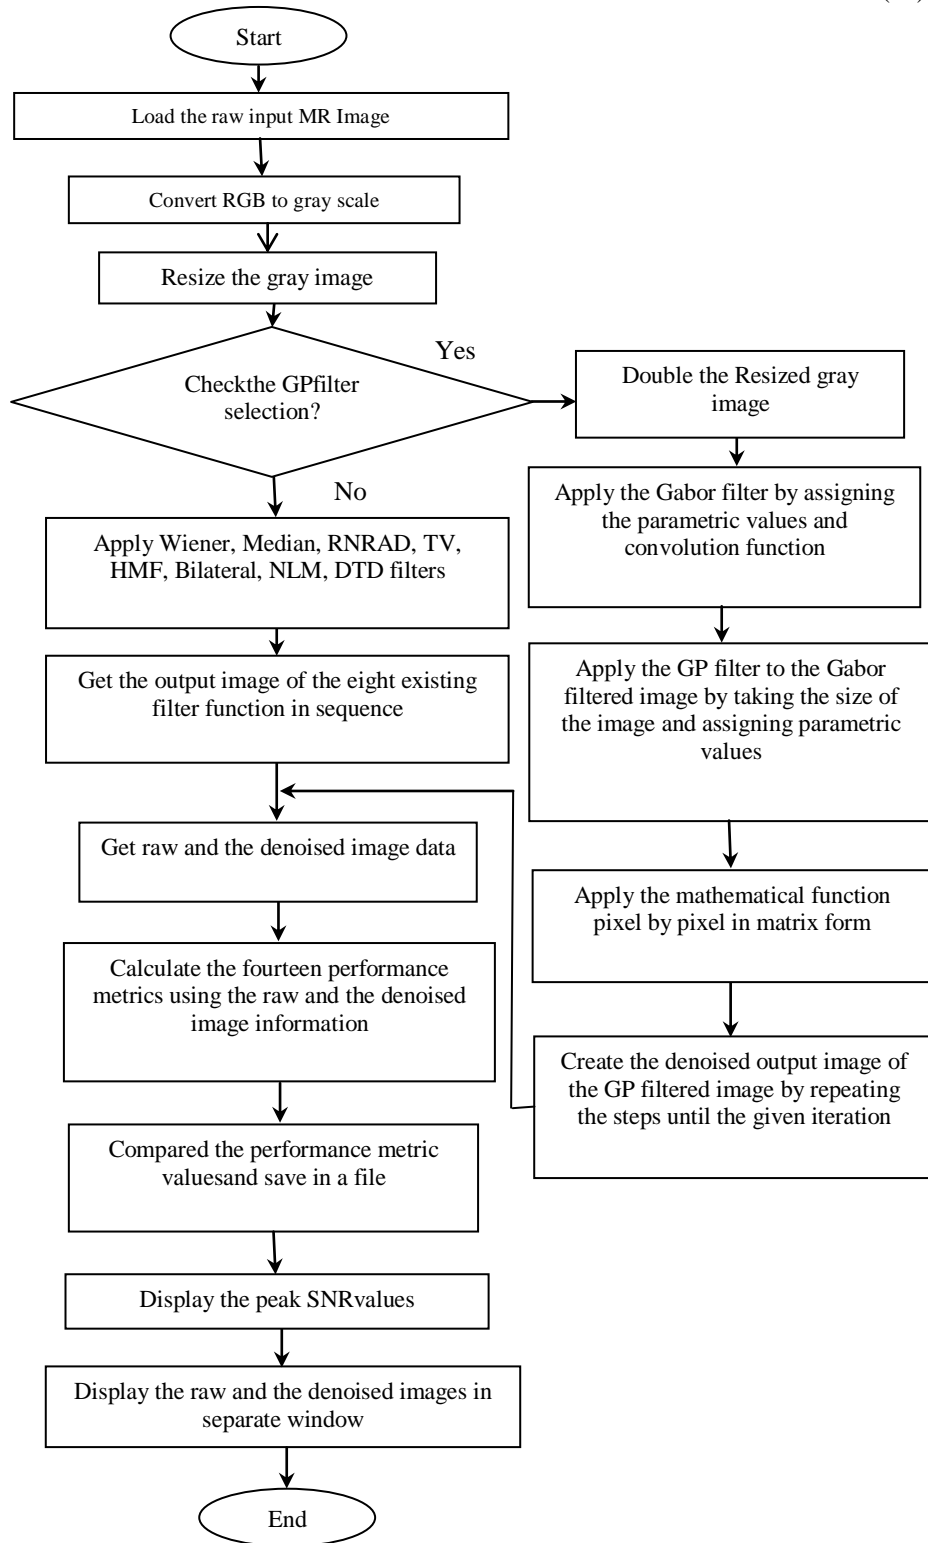 Start
Load the raw input MR Image
Convert RGB to gray scale
Resize the gray image
Checkthe GPfilter
selection?
Yes
No
Double the Resized gray
image
Apply the Gabor filter by assigning
the parametric values and
convolution function
Apply the GP filter to the Gabor
filtered image by taking the size of
the image and assigning parametric
values
Apply the mathematical function
pixel by pixel in matrix form
Create the denoised output image of
the GP filtered image by repeating
the steps until the given iteration
Apply Wiener, Median, RNRAD, TV,
HMF, Bilateral, NLM, DTD filters
Get the output image of the eight existing
filter function in sequence
Get raw and the denoised image data
Calculate the fourteen performance
metrics using the raw and the denoised
image information
Compared the performance metric
valuesand save in a file
Display the peak SNRvalues
Display the raw and the denoised images in
separate window
End